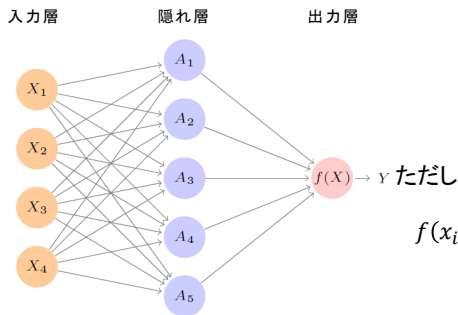 入力層 隠れ層 出力層
A₁
X₁
A₂
X₂
A₃ f(X) Y ただし
X₃
A₄ f(x_i
X₄
A₅